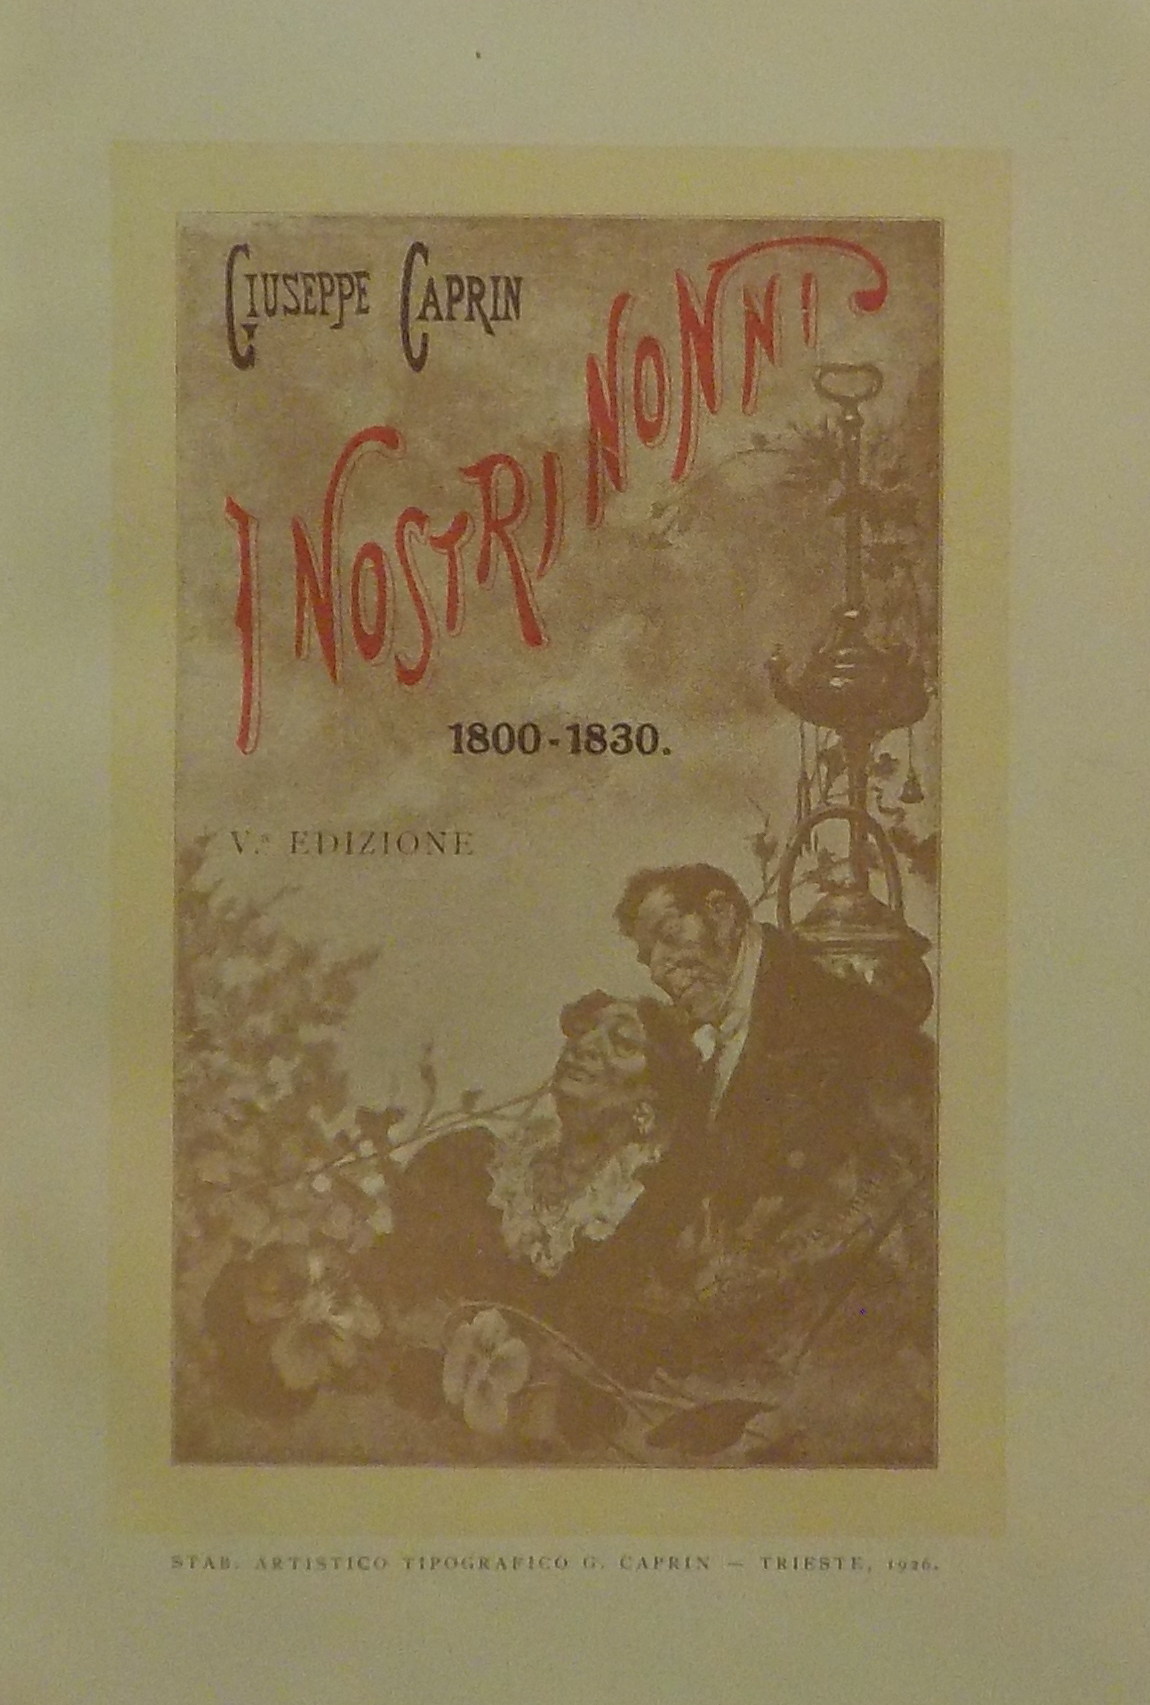 GIUSEPPE CAPRIN
I NOSTRI NONNI
1800-1830.
V.ª EDIZIONE
STAB. ARTISTICO TIPOGRAFICO G. CAPRIN — TRIESTE, 1926.